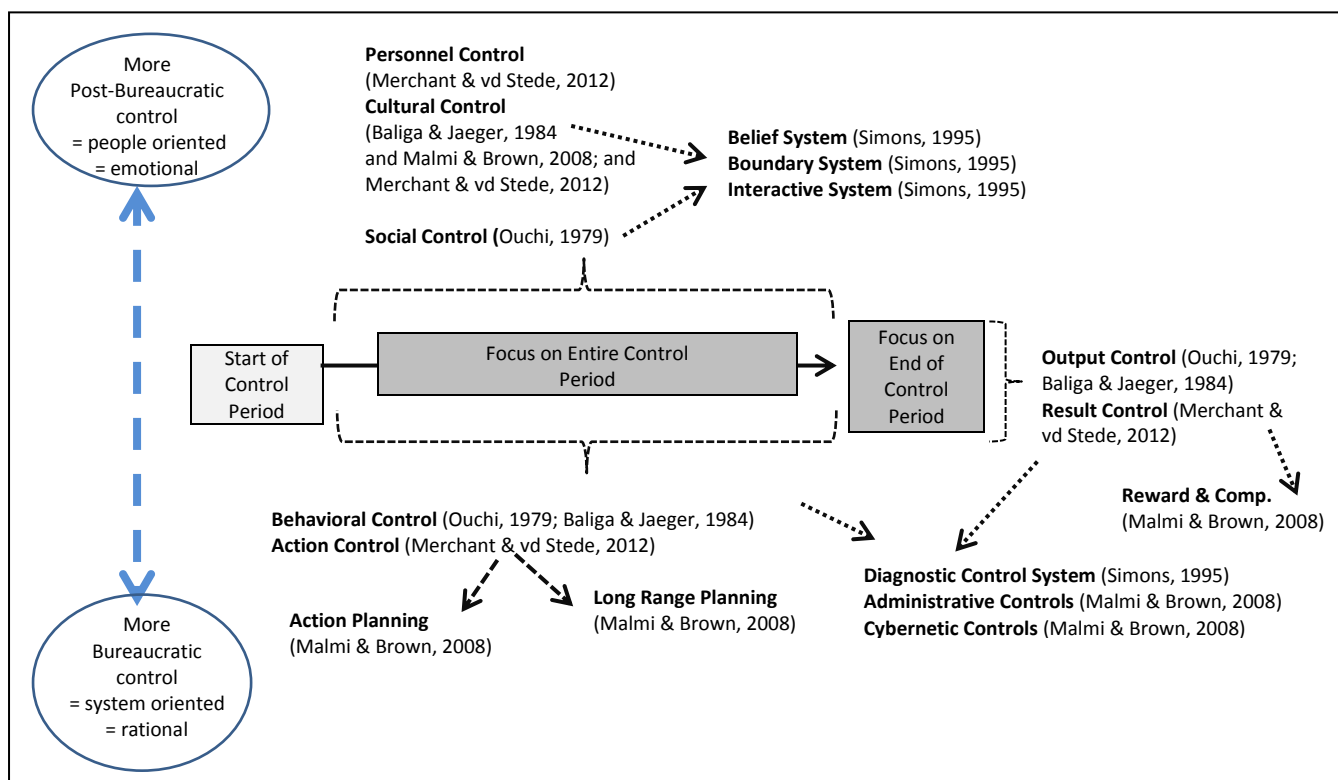 More
Post-Bureaucratic
control
= people oriented
= emotional
Personnel Control
(Merchant & vd Stede, 2012)
Cultural Control
(Baliga & Jaeger, 1984
and Malmi & Brown, 2008; and
Merchant & vd Stede, 2012)
Social Control (Ouchi, 1979)
Belief System (Simons, 1995)
Boundary System (Simons, 1995)
Interactive System (Simons, 1995)
Start of
Control
Period
Focus on Entire Control
Period
Focus on
End of
Control
Period
Output Control (Ouchi, 1979;
Baliga & Jaeger, 1984)
Result Control (Merchant &
vd Stede, 2012)
Reward & Comp.
(Malmi & Brown, 2008)
Behavioral Control (Ouchi, 1979; Baliga & Jaeger, 1984)
Action Control (Merchant & vd Stede, 2012)
Action Planning
(Malmi & Brown, 2008)
Long Range Planning
(Malmi & Brown, 2008)
Diagnostic Control System (Simons, 1995)
Administrative Controls (Malmi & Brown, 2008)
Cybernetic Controls (Malmi & Brown, 2008)
More
Bureaucratic
control
= system oriented
= rational